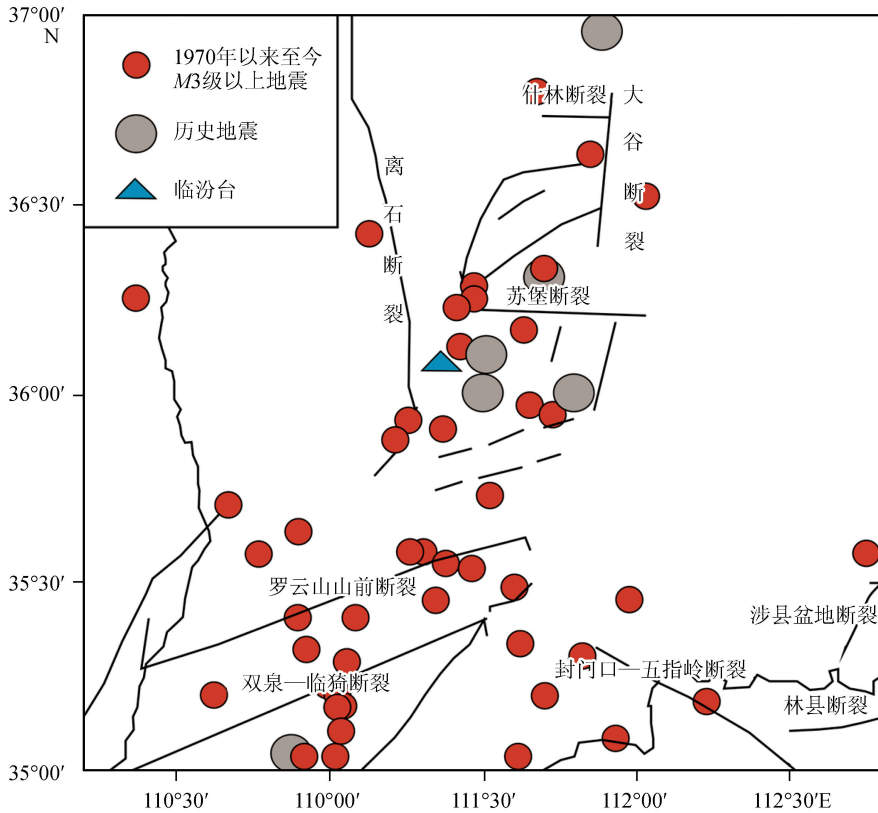 37°00′
N
36°30′
36°00′
35°30′
35°00′
1970年以来至今
M3级以上地震
历史地震
临汾台
离石断裂
什林断裂
大谷断裂
苏堡断裂
罗云山山前断裂
双泉—临猗断裂
封门口—五指岭断裂
涉县盆地断裂
林县断裂
110°30′
110°00′
111°30′
112°00′
112°30′E